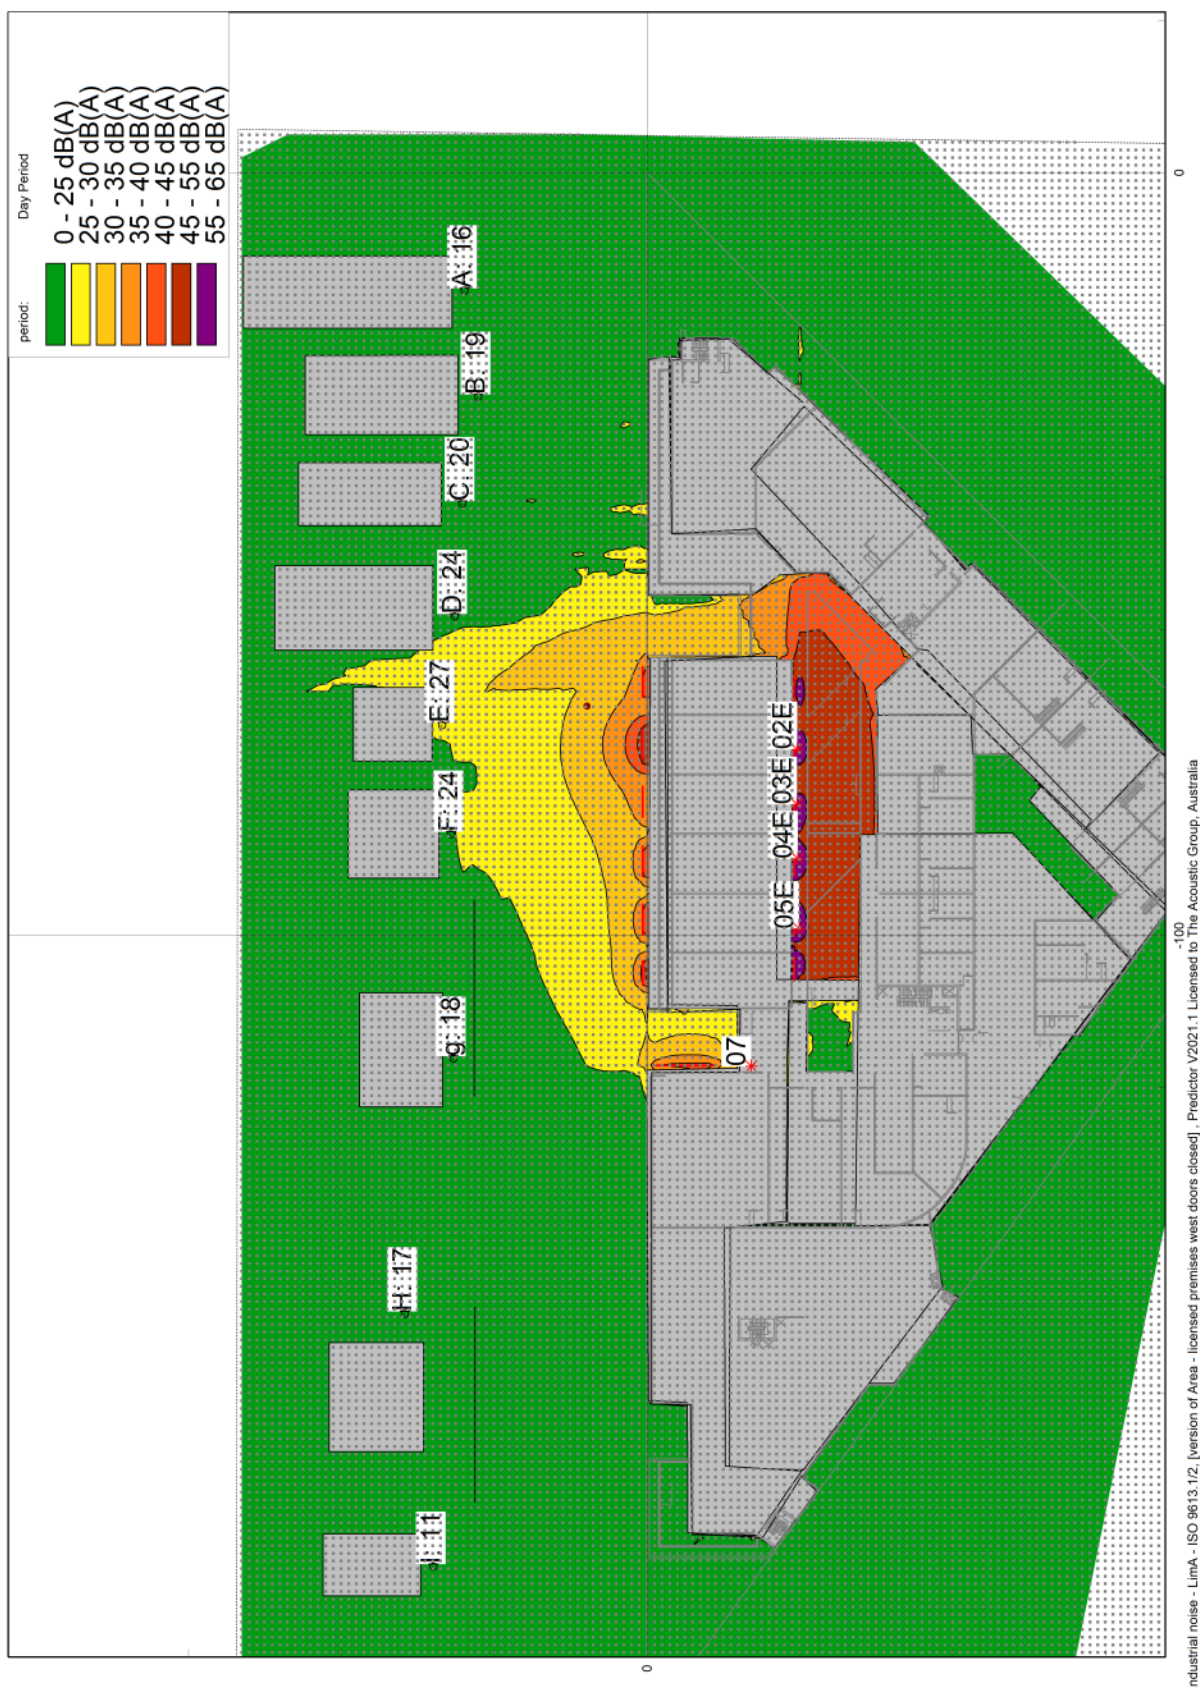 period:
Day Period
0 - 25 dB(A)
25 - 30 dB(A)
30 - 35 dB(A)
35 - 40 dB(A)
40 - 45 dB(A)
45 - 55 dB(A)
55 - 65 dB(A)
I: 11
H: 17
g: 18
F: 24
E: 27
D: 24
C: 20
B: 19
A: 16
07
05E
04E
03E
02E
0
-100
0
ndustrial noise - LimA - ISO 9613.1/2, [version of Area - licensed premises west doors closed] , Predictor V2021.1 Licensed to The Acoustic Group, Australia